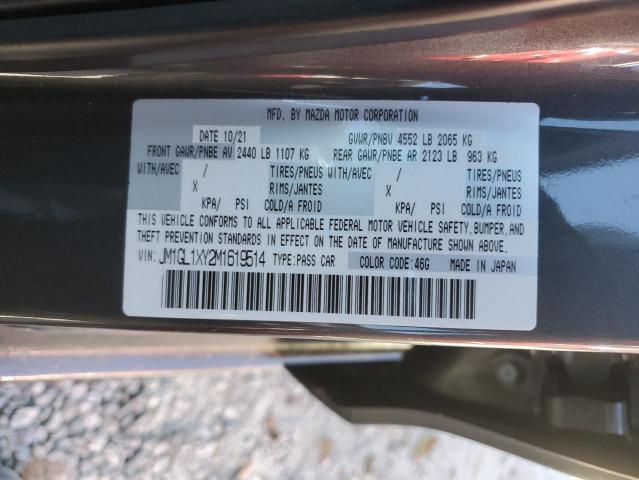 MFD. BY MAZDA MOTOR CORPORATION
DATE 10/21 GVWR/PNBV 4552 LB 2065 KG
FRONT GAWR/PNBE AV 2440 LB 1107 KG REAR GAWR/PNBE AR 2123 LB 963 KG
WITH/AVEC / TIRES/PNEUS WITH/AVEC / TIRES/PNEUS
X RIMS/JANTES X RIMS/JANTES
KPA/ PSI COLD/A FROID KPA/ PSI COLD/A FROID
THIS VEHICLE CONFORMS TO ALL APPLICABLE FEDERAL MOTOR VEHICLE SAFETY, BUMPER, AND
THEFT PREVENTION STANDARDS IN EFFECT ON THE DATE OF MANUFACTURE SHOWN ABOVE.
VIN: JM1GL1XY2M1619514 TYPE:PASS CAR COLOR CODE:46G MADE IN JAPAN